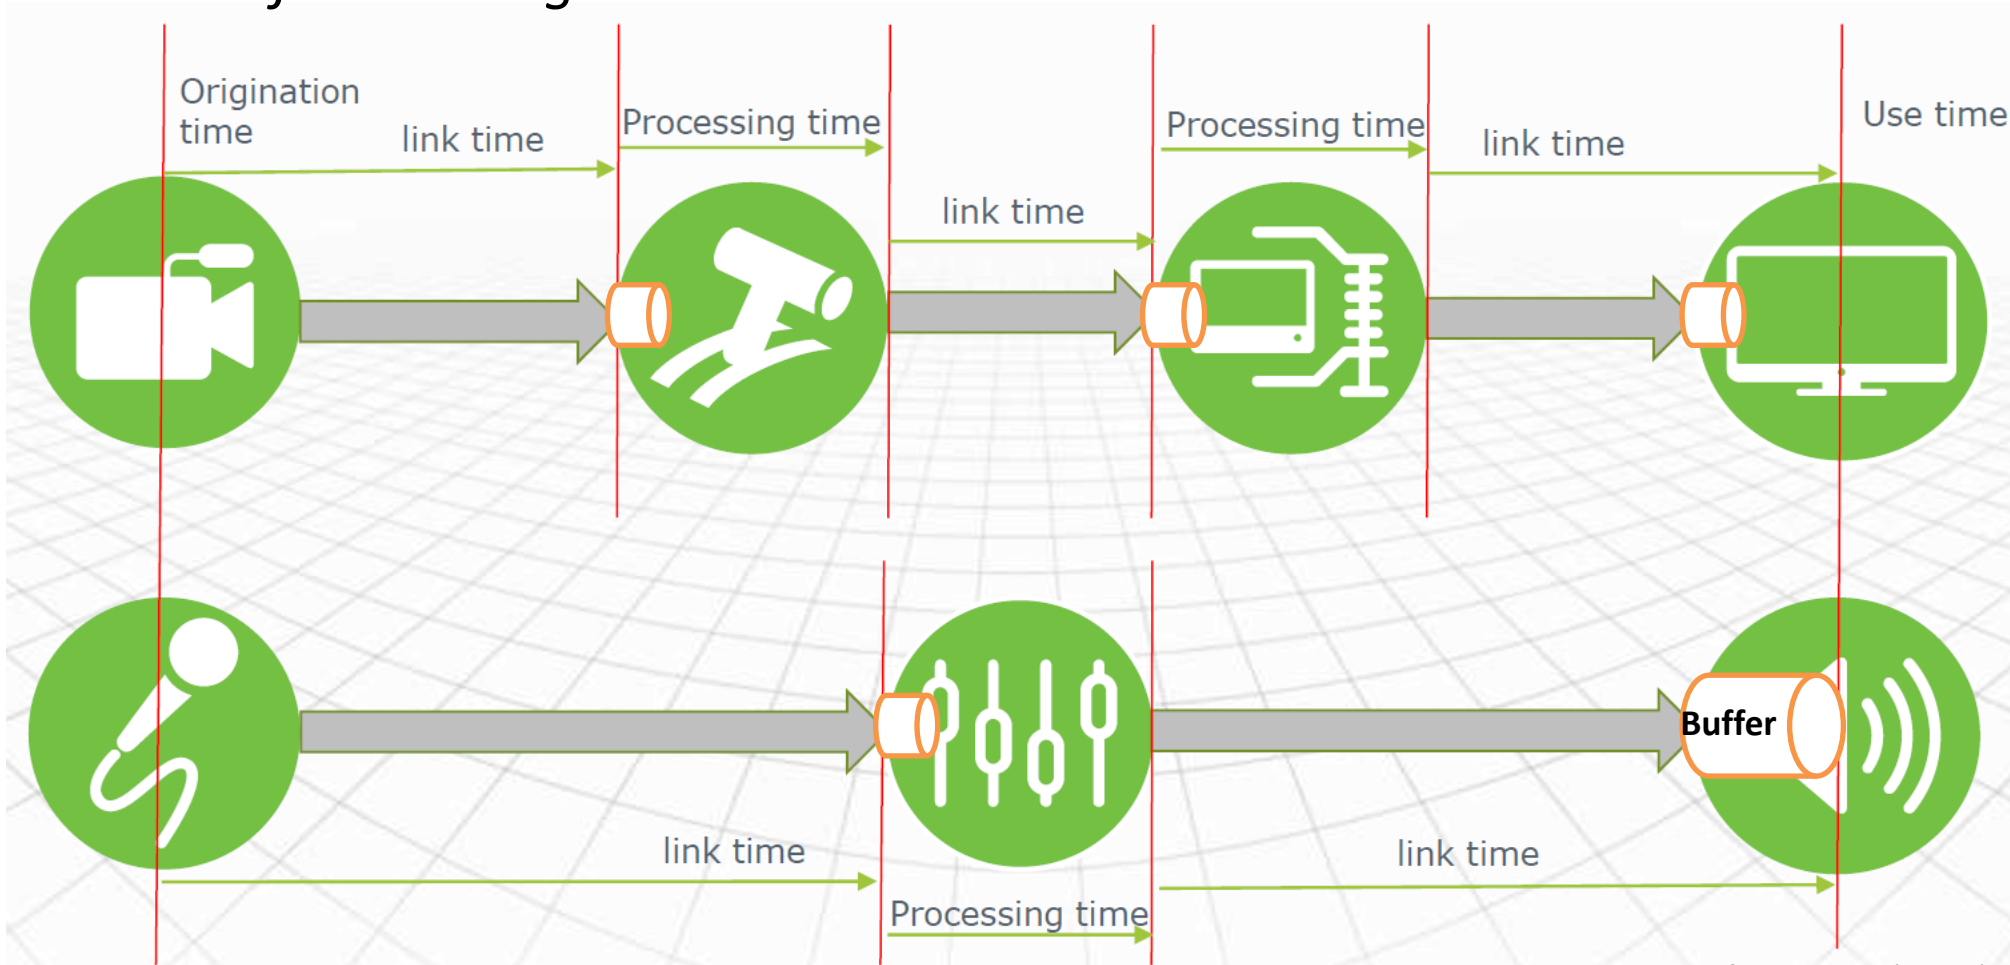 Origination
time
link time
Processing time
link time
Processing time
link time
Use time
Buffer
link time
Processing time
link time